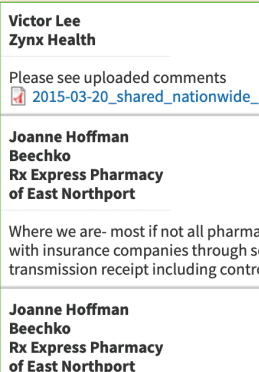 Victor Lee
Zynx Health
Please see uploaded comments
2015-03-20_shared_nationwide_
Joanne Hoffman
Beechko
Rx Express Pharmacy
of East Northport
Where we are- most if not all pharma
with insurance companies through s
transmission receipt including contr
Joanne Hoffman
Beechko
Rx Express Pharmacy
of East Northport